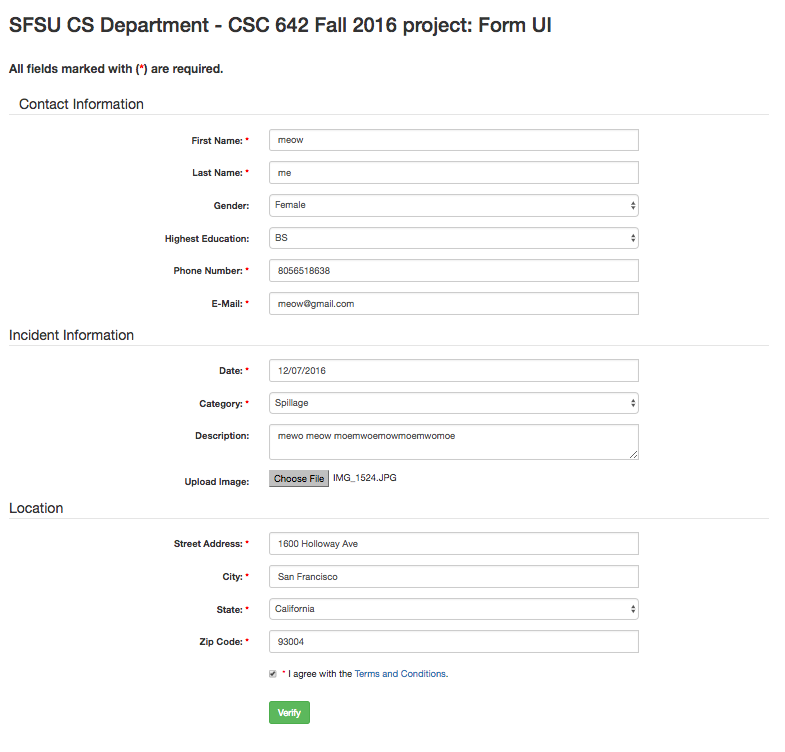 SFSU CS Department - CSC 642 Fall 2016 project: Form UI
All fields marked with (*) are required.
Contact Information
First Name: * meow
Last Name: * me
Gender: Female
Highest Education: BS
Phone Number: * 8056518638
E-Mail: * meow@gmail.com
Incident Information
Date: * 12/07/2016
Category: * Spillage
Description: mewo meow moemwoemowmoemwomoe
Upload Image: Choose File IMG_1524.JPG
Location
Street Address: * 1600 Holloway Ave
City: * San Francisco
State: * California
Zip Code: * 93004
* I agree with the Terms and Conditions.
Verify